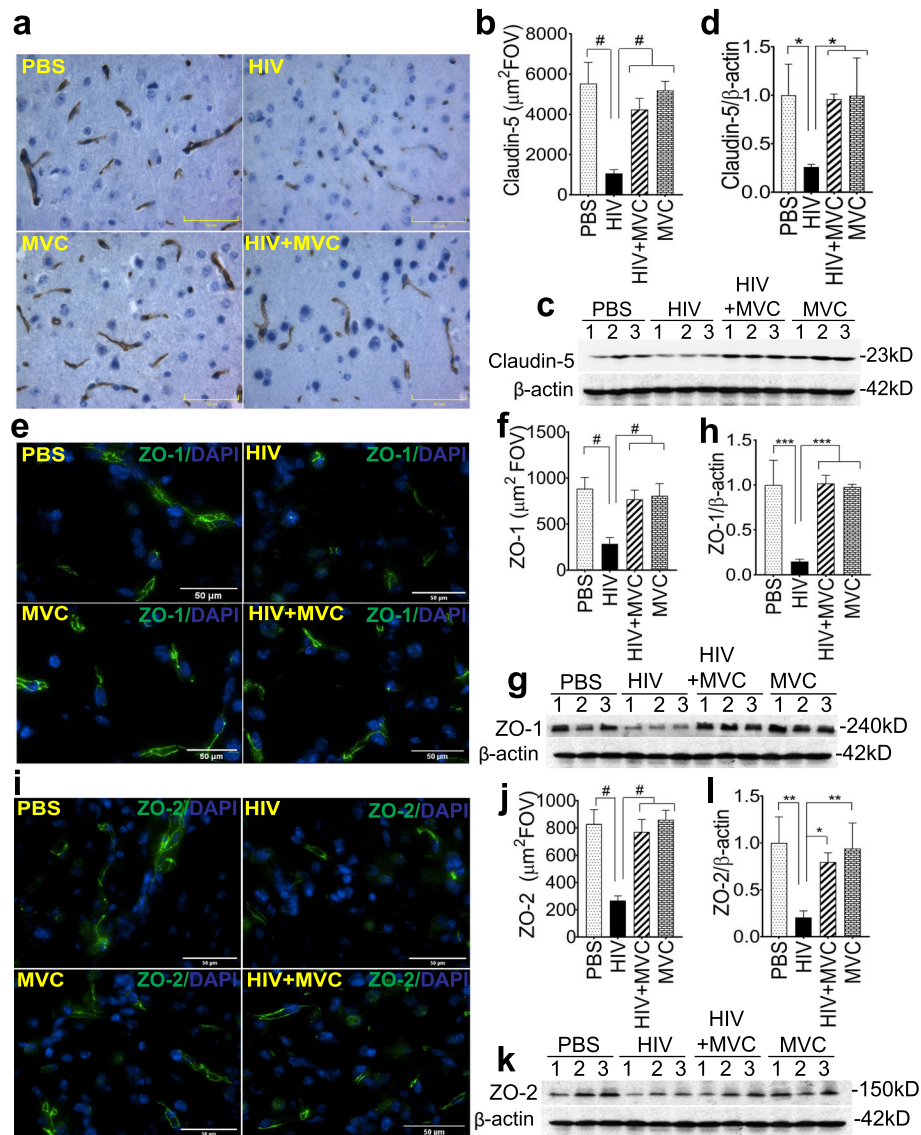 a
PBS
HIV
MVC
HIV+MVC
b
Claudin-5 (μm²FOV)
8000
6000
4000
2000
0
#
#
PBS
HIV
HIV+MVC
MVC
d
Claudin-5/β-actin
1.5
1.0
0.5
0.0
*
*
PBS
HIV
HIV+MVC
MVC
c
PBS
HIV
HIV
+MVC
MVC
1 2 3 1 2 3 1 2 3 1 2 3
Claudin-5
-23kD
β-actin
-42kD
e
PBS
ZO-1/DAPI
50 μm
HIV
ZO-1/DAPI
50 μm
MVC
ZO-1/DAPI
50 μm
HIV+MVC
ZO-1/DAPI
50 μm
f
ZO-1 (μm² FOV)
1500
1000
500
0
#
#
PBS
HIV
HIV+MVC
MVC
h
ZO-1/β-actin
1.5
1.0
0.5
0.0
***
***
PBS
HIV
HIV+MVC
MVC
g
PBS
HIV
HIV
+MVC
MVC
1 2 3 1 2 3 1 2 3 1 2 3
ZO-1
-240kD
β-actin
-42kD
i
PBS
ZO-2/DAPI
50 μm
HIV
ZO-2/DAPI
50 μm
MVC
ZO-2/DAPI
50 μm
HIV+MVC
ZO-2/DAPI
50 μm
j
ZO-2 (μm²FOV)
1000
800
600
400
200
0
#
#
PBS
HIV
HIV+MVC
MVC
l
ZO-2/β-actin
1.5
1.0
0.5
0.0
**
**
*
PBS
HIV
HIV+MVC
MVC
k
PBS
HIV
HIV
+MVC
MVC
1 2 3 1 2 3 1 2 3 1 2 3
ZO-2
-150kD
β-actin
-42kD